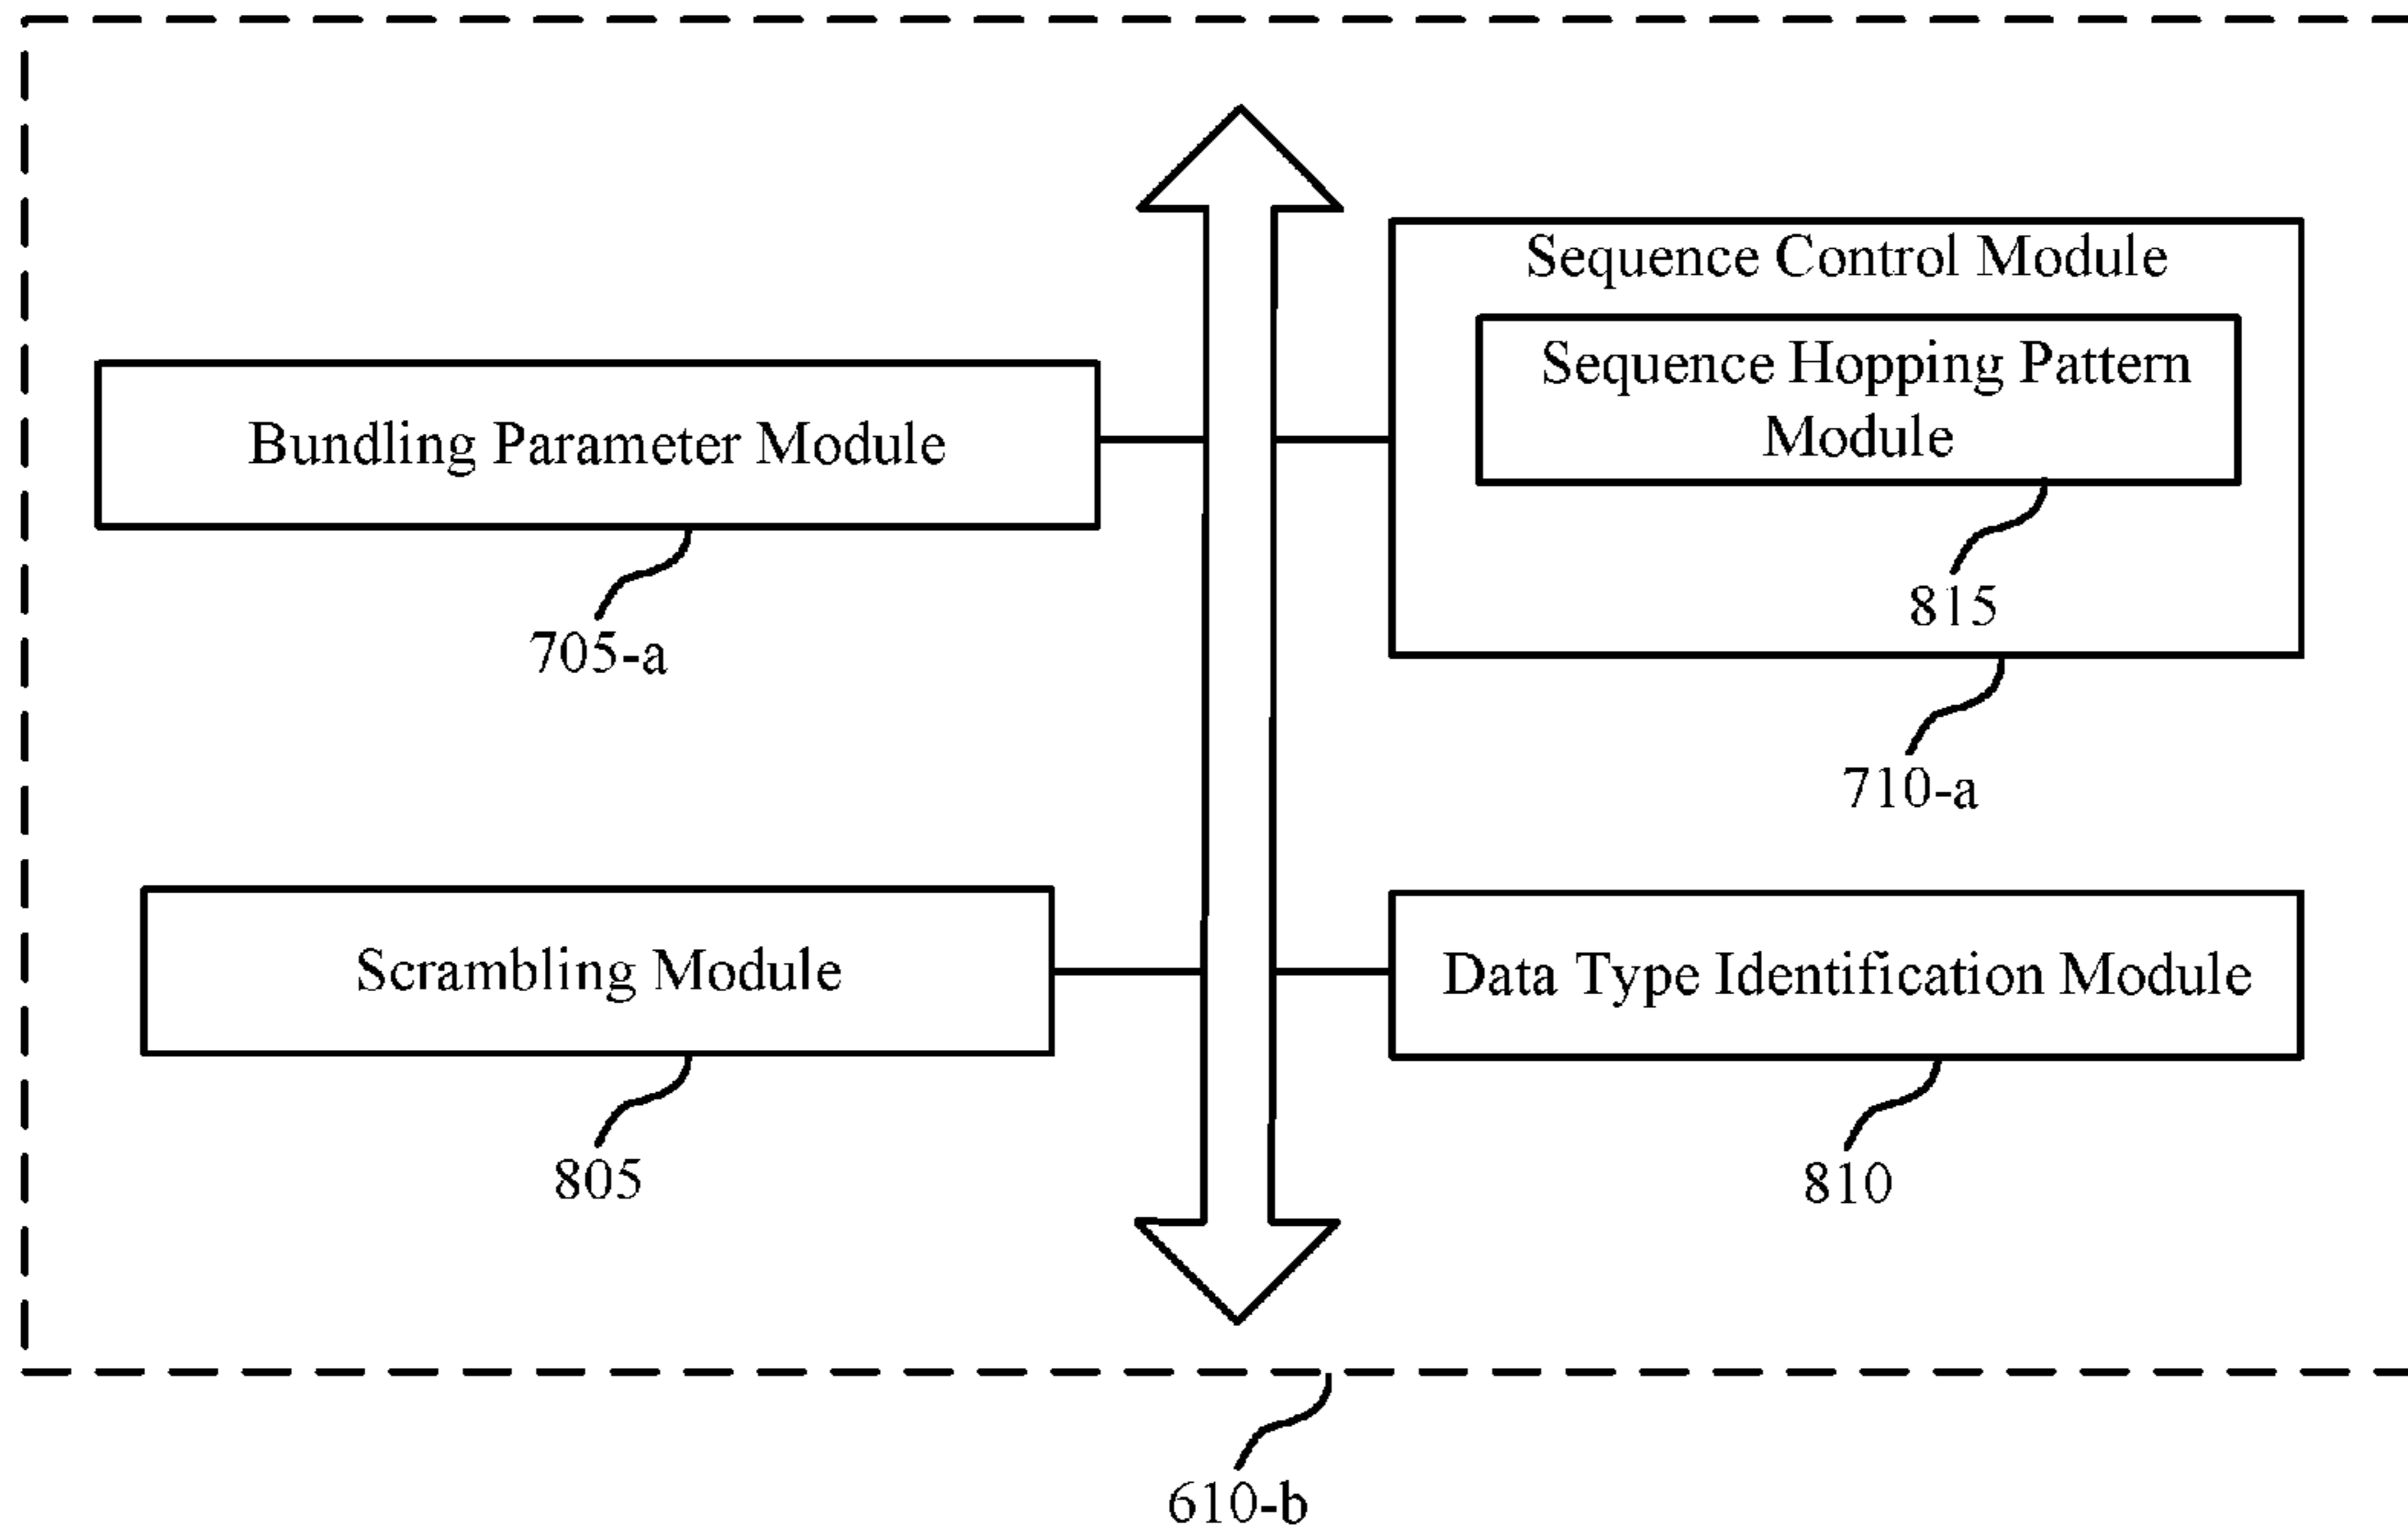 Sequence Control Module
Sequence Hopping Pattern
Module
815
710-a
Bundling Parameter Module
705-a
Scrambling Module
805
Data Type Identification Module
810
610-b